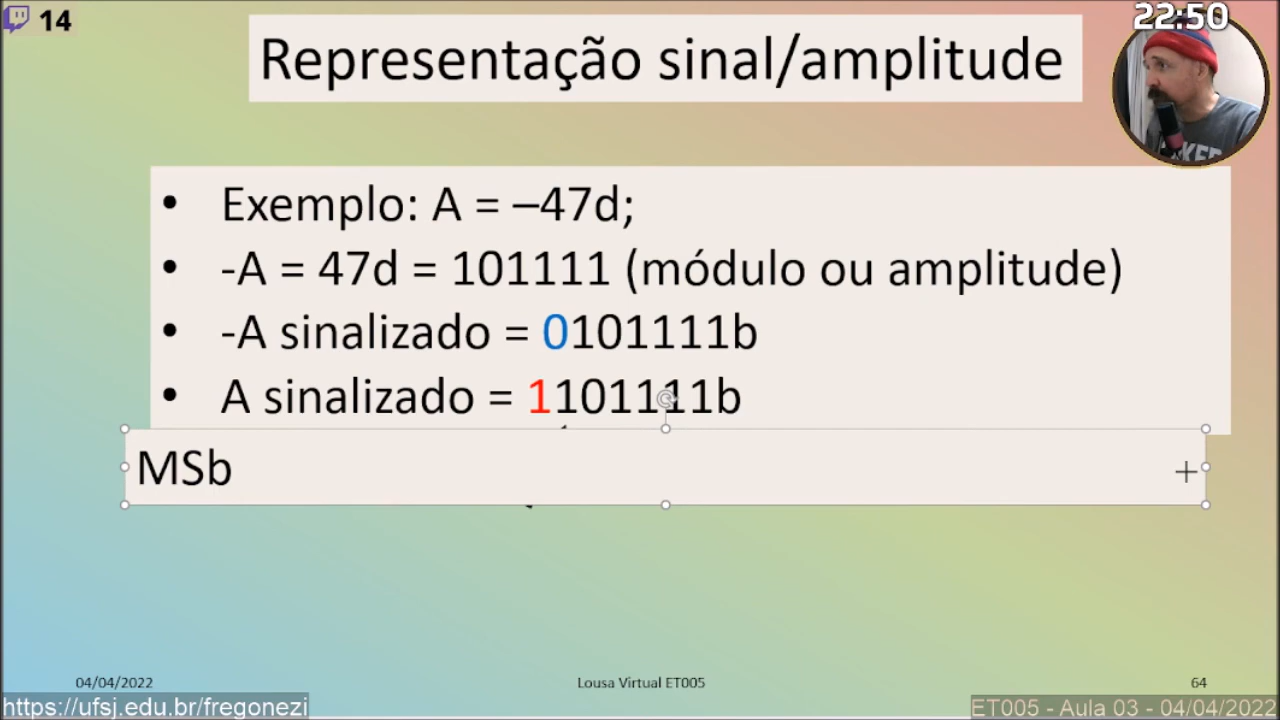 14
22:50
Representação sinal/amplitude
• Exemplo: A = –47d;
• -A = 47d = 101111 (módulo ou amplitude)
• -A sinalizado = 0101111b
• A sinalizado = 1101111b
MSb
04/04/2022
Lousa Virtual ET005
64
https://ufsj.edu.br/fregonezi
ET005 - Aula 03 - 04/04/2022